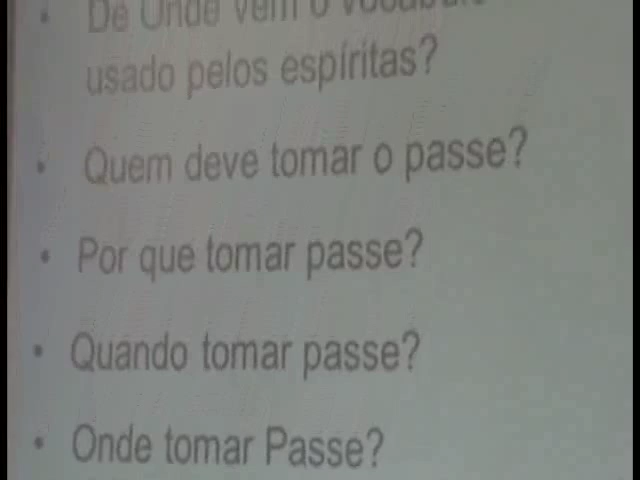 • De Onde vem o
usado pelos espíritas?
• Quem deve tomar o passe?
• Por que tomar passe?
• Quando tomar passe?
• Onde tomar Passe?